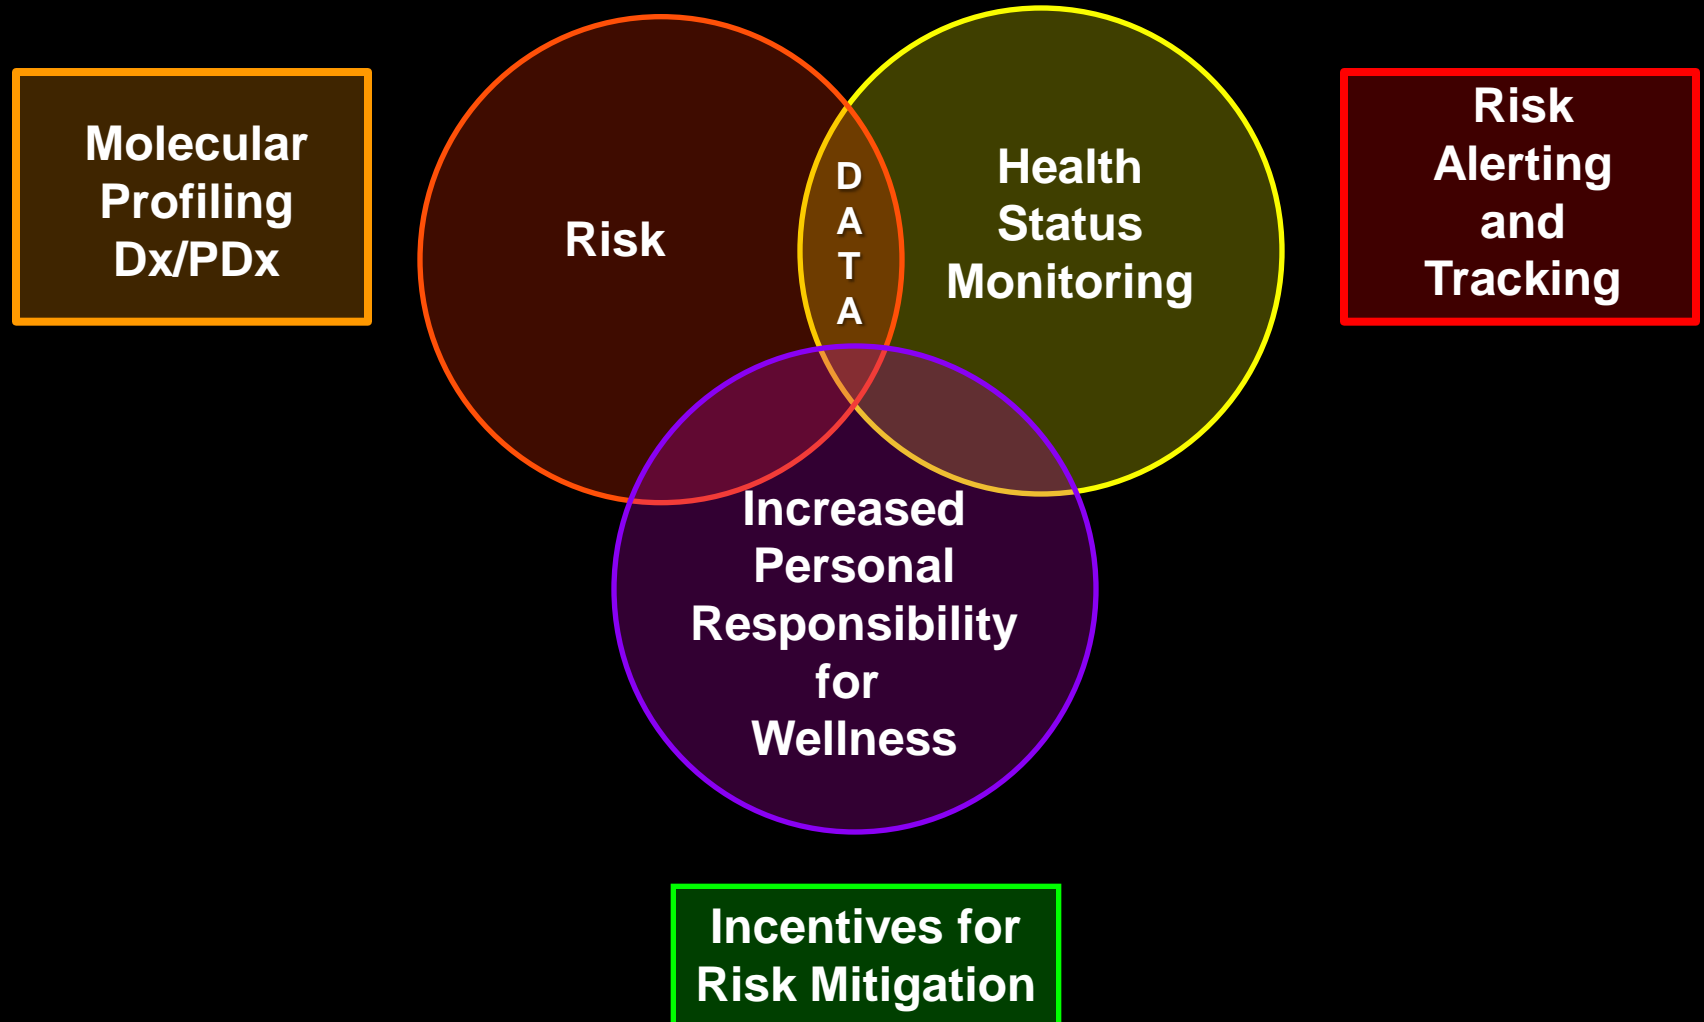 Molecular
Profiling
Dx/PDx
Risk
D
A
T
A
Health
Status
Monitoring
Risk
Alerting
and
Tracking
Increased
Personal
Responsibility
for
Wellness
Incentives for
Risk Mitigation